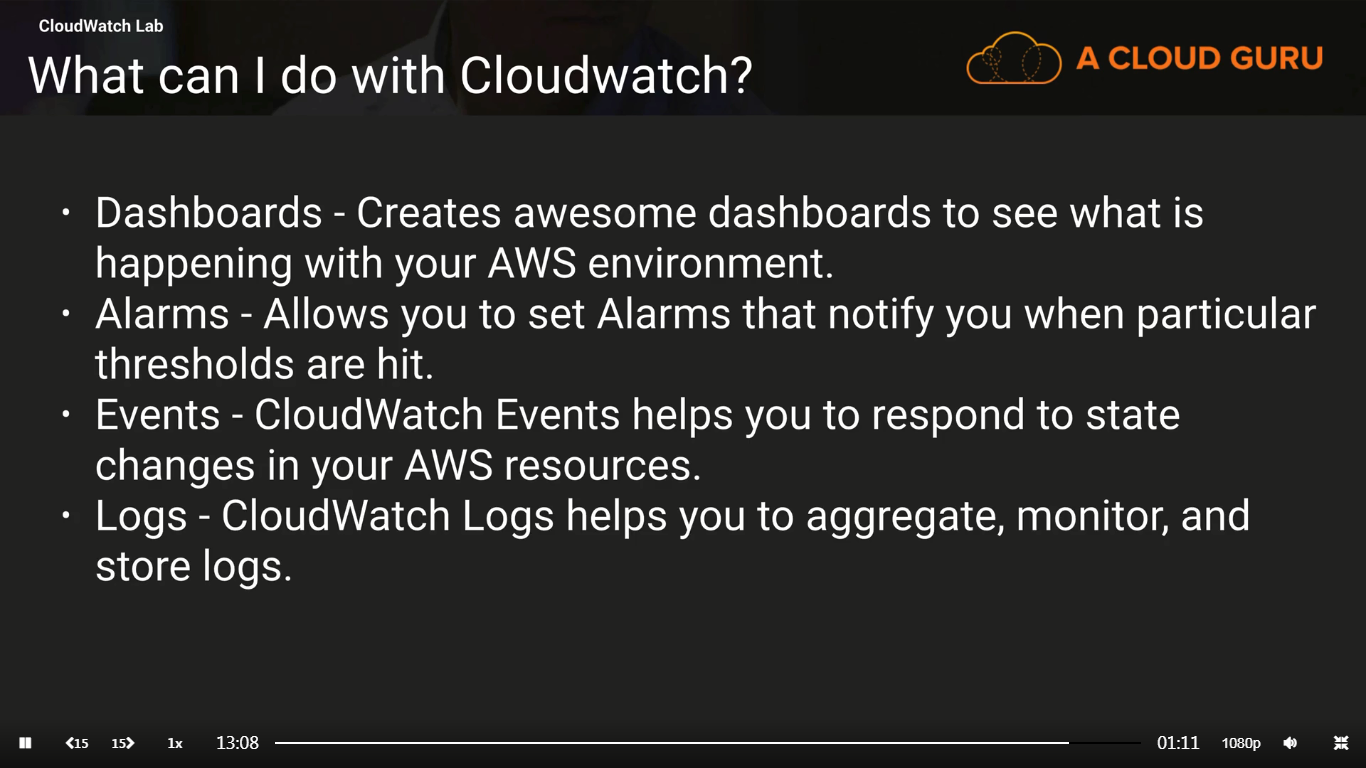 CloudWatch Lab
What can I do with Cloudwatch?
A CLOUD GURU
• Dashboards - Creates awesome dashboards to see what is
happening with your AWS environment.
• Alarms - Allows you to set Alarms that notify you when particular
thresholds are hit.
• Events - CloudWatch Events helps you to respond to state
changes in your AWS resources.
• Logs - CloudWatch Logs helps you to aggregate, monitor, and
store logs.
15 15 1x 13:08 01:11 1080p